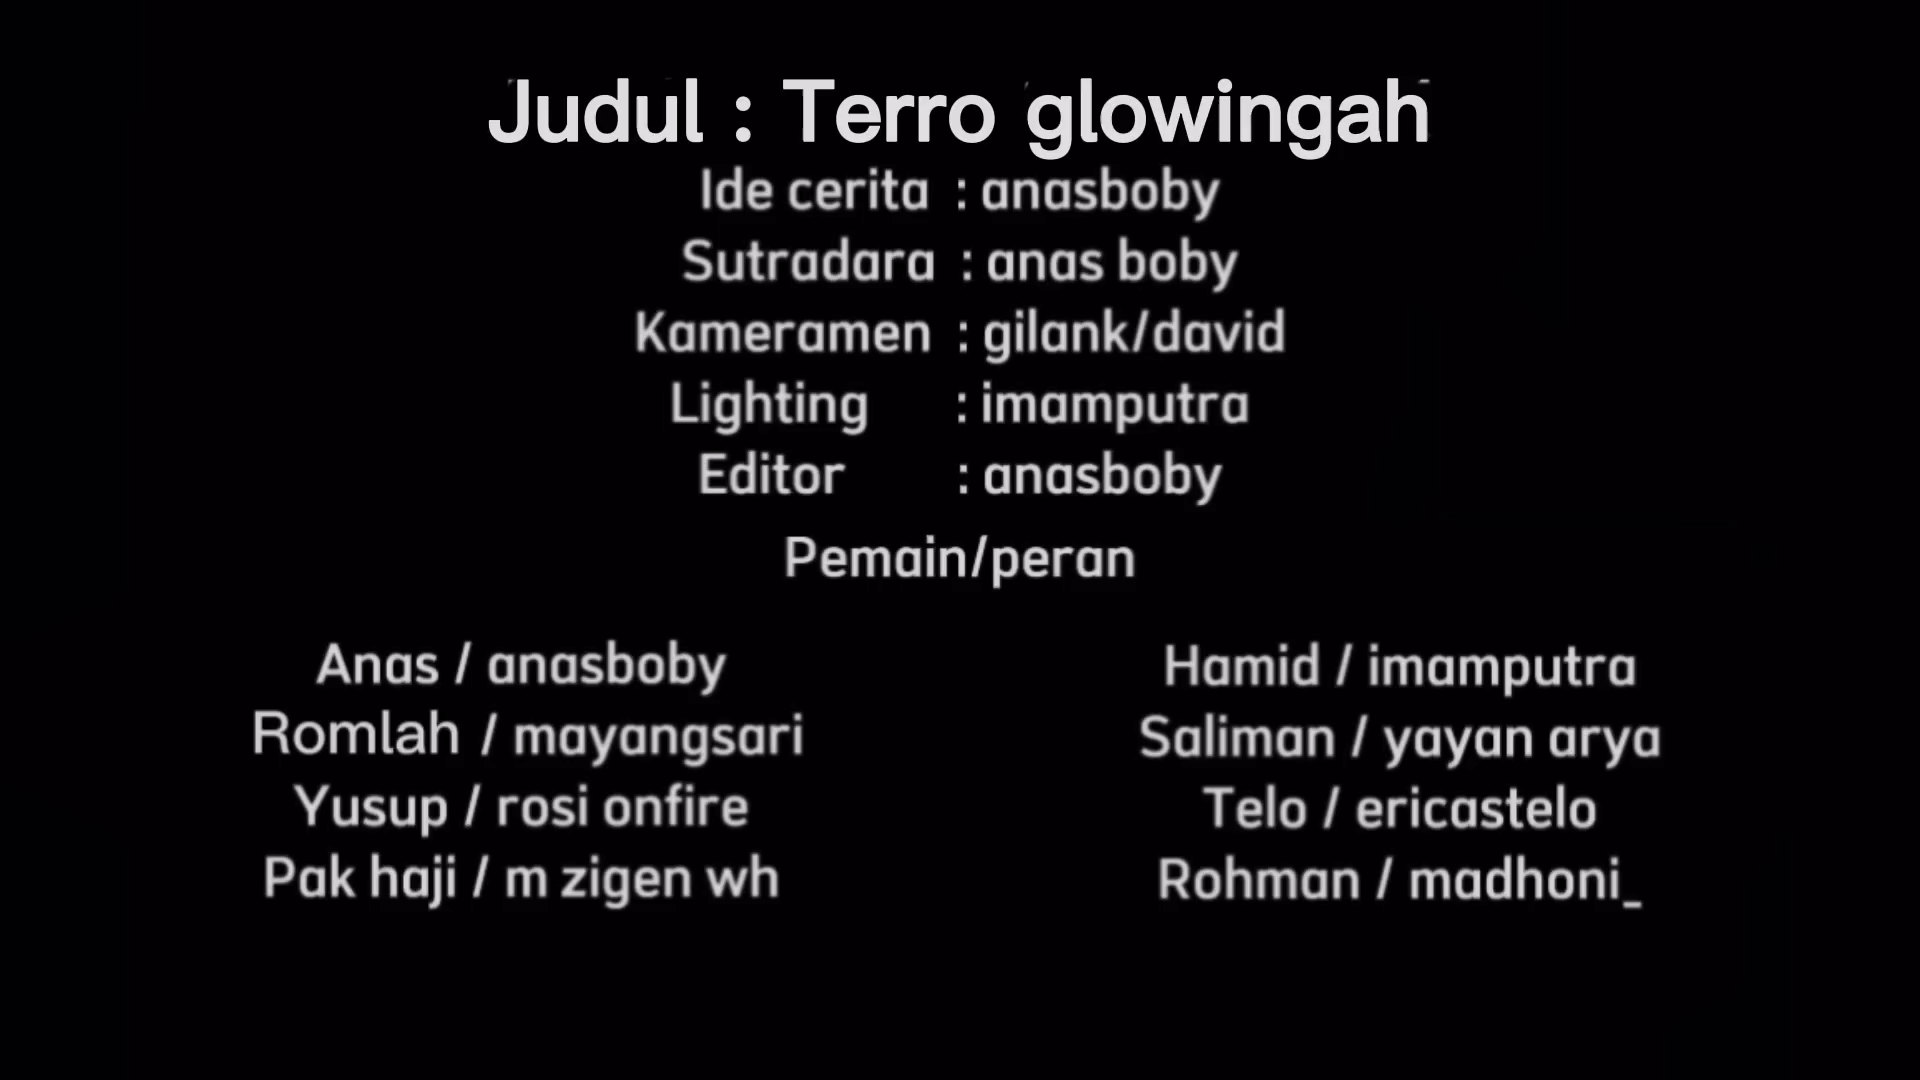 Judul : Terro glowingah
Ide cerita : anasboby
Sutradara : anas boby
Kameramen : gilank/david
Lighting : imamputra
Editor : anasboby
Pemain/peran
Anas / anasboby
Romlah / mayangsari
Yusup / rosi onfire
Pak haji / m zigen wh
Hamid / imamputra
Saliman / yayan arya
Telo / ericastelo
Rohman / madhoni_